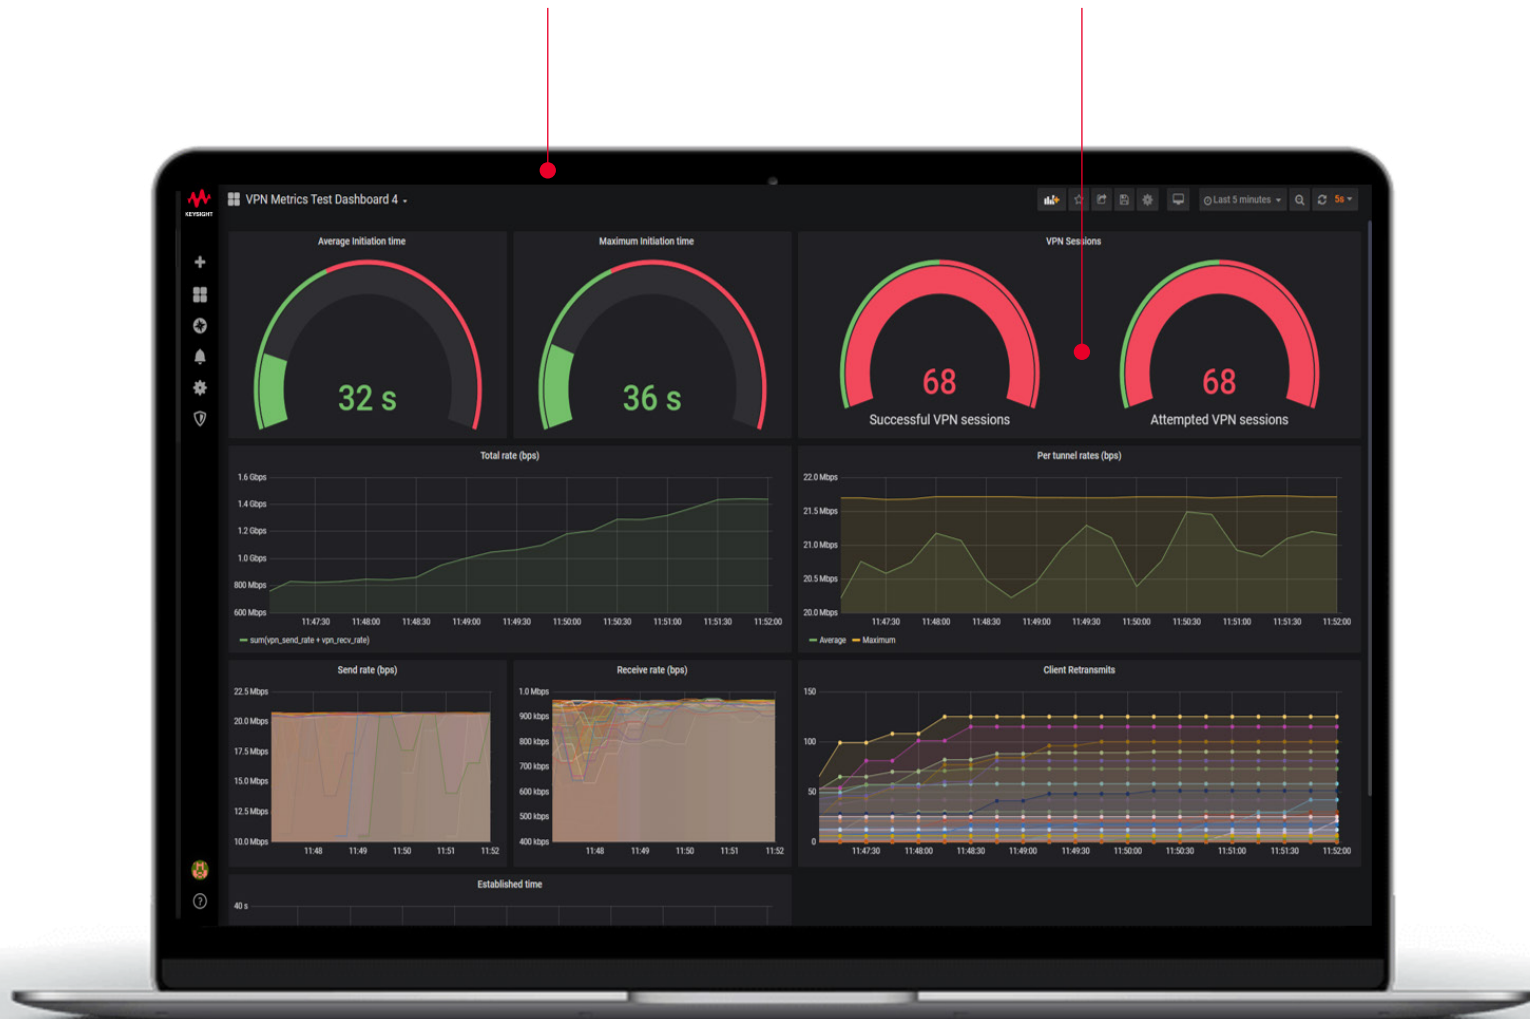 KEYSIGHT
VPN Metrics Test Dashboard 4
Last 5 minutes
5s
Average Initiation time
32 s
Maximum Initiation time
36 s
VPN Sessions
68
Successful VPN sessions
68
Attempted VPN sessions
Total rate (bps)
1.6 Gbps
1.4 Gbps
1.2 Gbps
1.0 Gbps
800 Mbps
600 Mbps
11:47:30 11:48:00 11:48:30 11:49:00 11:49:30 11:50:00 11:50:30 11:51:00 11:51:30 11:52:00
sum(vpn_send_rate + vpn_recv_rate)
Per tunnel rates (bps)
22.0 Mbps
21.5 Mbps
21.0 Mbps
20.5 Mbps
20.0 Mbps
11:47:30 11:48:00 11:48:30 11:49:00 11:49:30 11:50:00 11:50:30 11:51:00 11:51:30 11:52:00
Average Maximum
Send rate (bps)
22.5 Mbps
20.0 Mbps
17.5 Mbps
15.0 Mbps
12.5 Mbps
10.0 Mbps
11:48 11:49 11:50 11:51 11:52
Receive rate (bps)
1.0 Mbps
900 kbps
800 kbps
700 kbps
600 kbps
500 kbps
400 kbps
11:48 11:49 11:50 11:51 11:52
Client Retransmits
150
100
50
0
11:47:30 11:48:00 11:48:30 11:49:00 11:49:30 11:50:00 11:50:30 11:51:00 11:51:30 11:52:00
Established time
40 s
?